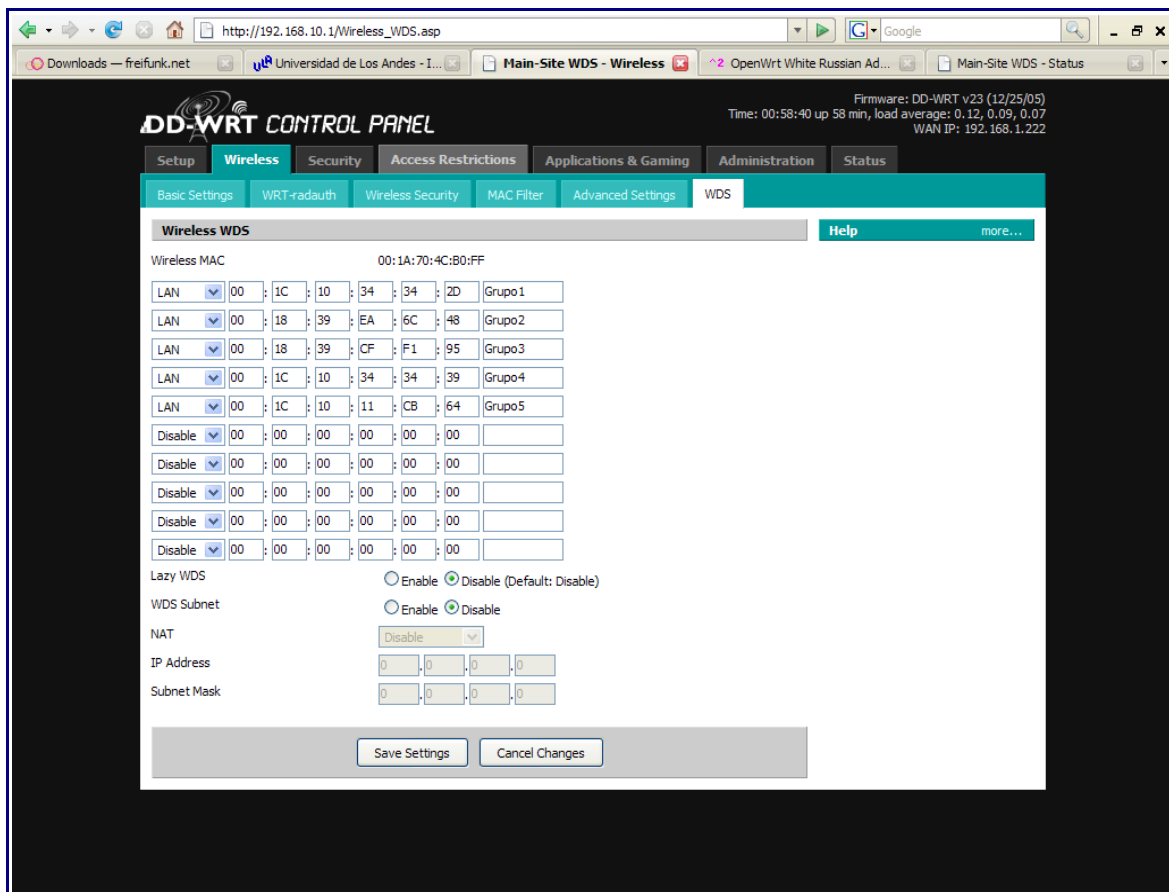 http://192.168.10.1/Wireless_WDS.asp
G Google
Downloads — freifunk.net
ULA Universidad de Los Andes - I...
Main-Site WDS - Wireless
^2 OpenWrt White Russian Ad...
Main-Site WDS - Status
DD-WRT CONTROL PANEL
Firmware: DD-WRT v23 (12/25/05)
Time: 00:58:40 up 58 min, load average: 0.12, 0.09, 0.07
WAN IP: 192.168.1.222
Setup Wireless Security Access Restrictions Applications & Gaming Administration Status
Basic Settings WRT-radauth Wireless Security MAC Filter Advanced Settings WDS
Wireless WDS
Help more...
Wireless MAC 00:1A:70:4C:B0:FF
LAN 00 : 1C : 10 : 34 : 34 : 2D Grupo1
LAN 00 : 18 : 39 : EA : 6C : 48 Grupo2
LAN 00 : 18 : 39 : CF : F1 : 95 Grupo3
LAN 00 : 1C : 10 : 34 : 34 : 39 Grupo4
LAN 00 : 1C : 10 : 11 : CB : 64 Grupo5
Disable 00 : 00 : 00 : 00 : 00 : 00
Disable 00 : 00 : 00 : 00 : 00 : 00
Disable 00 : 00 : 00 : 00 : 00 : 00
Disable 00 : 00 : 00 : 00 : 00 : 00
Disable 00 : 00 : 00 : 00 : 00 : 00
Lazy WDS Enable Disable (Default: Disable)
WDS Subnet Enable Disable
NAT Disable
IP Address 0 . 0 . 0 . 0
Subnet Mask 0 . 0 . 0 . 0
Save Settings Cancel Changes